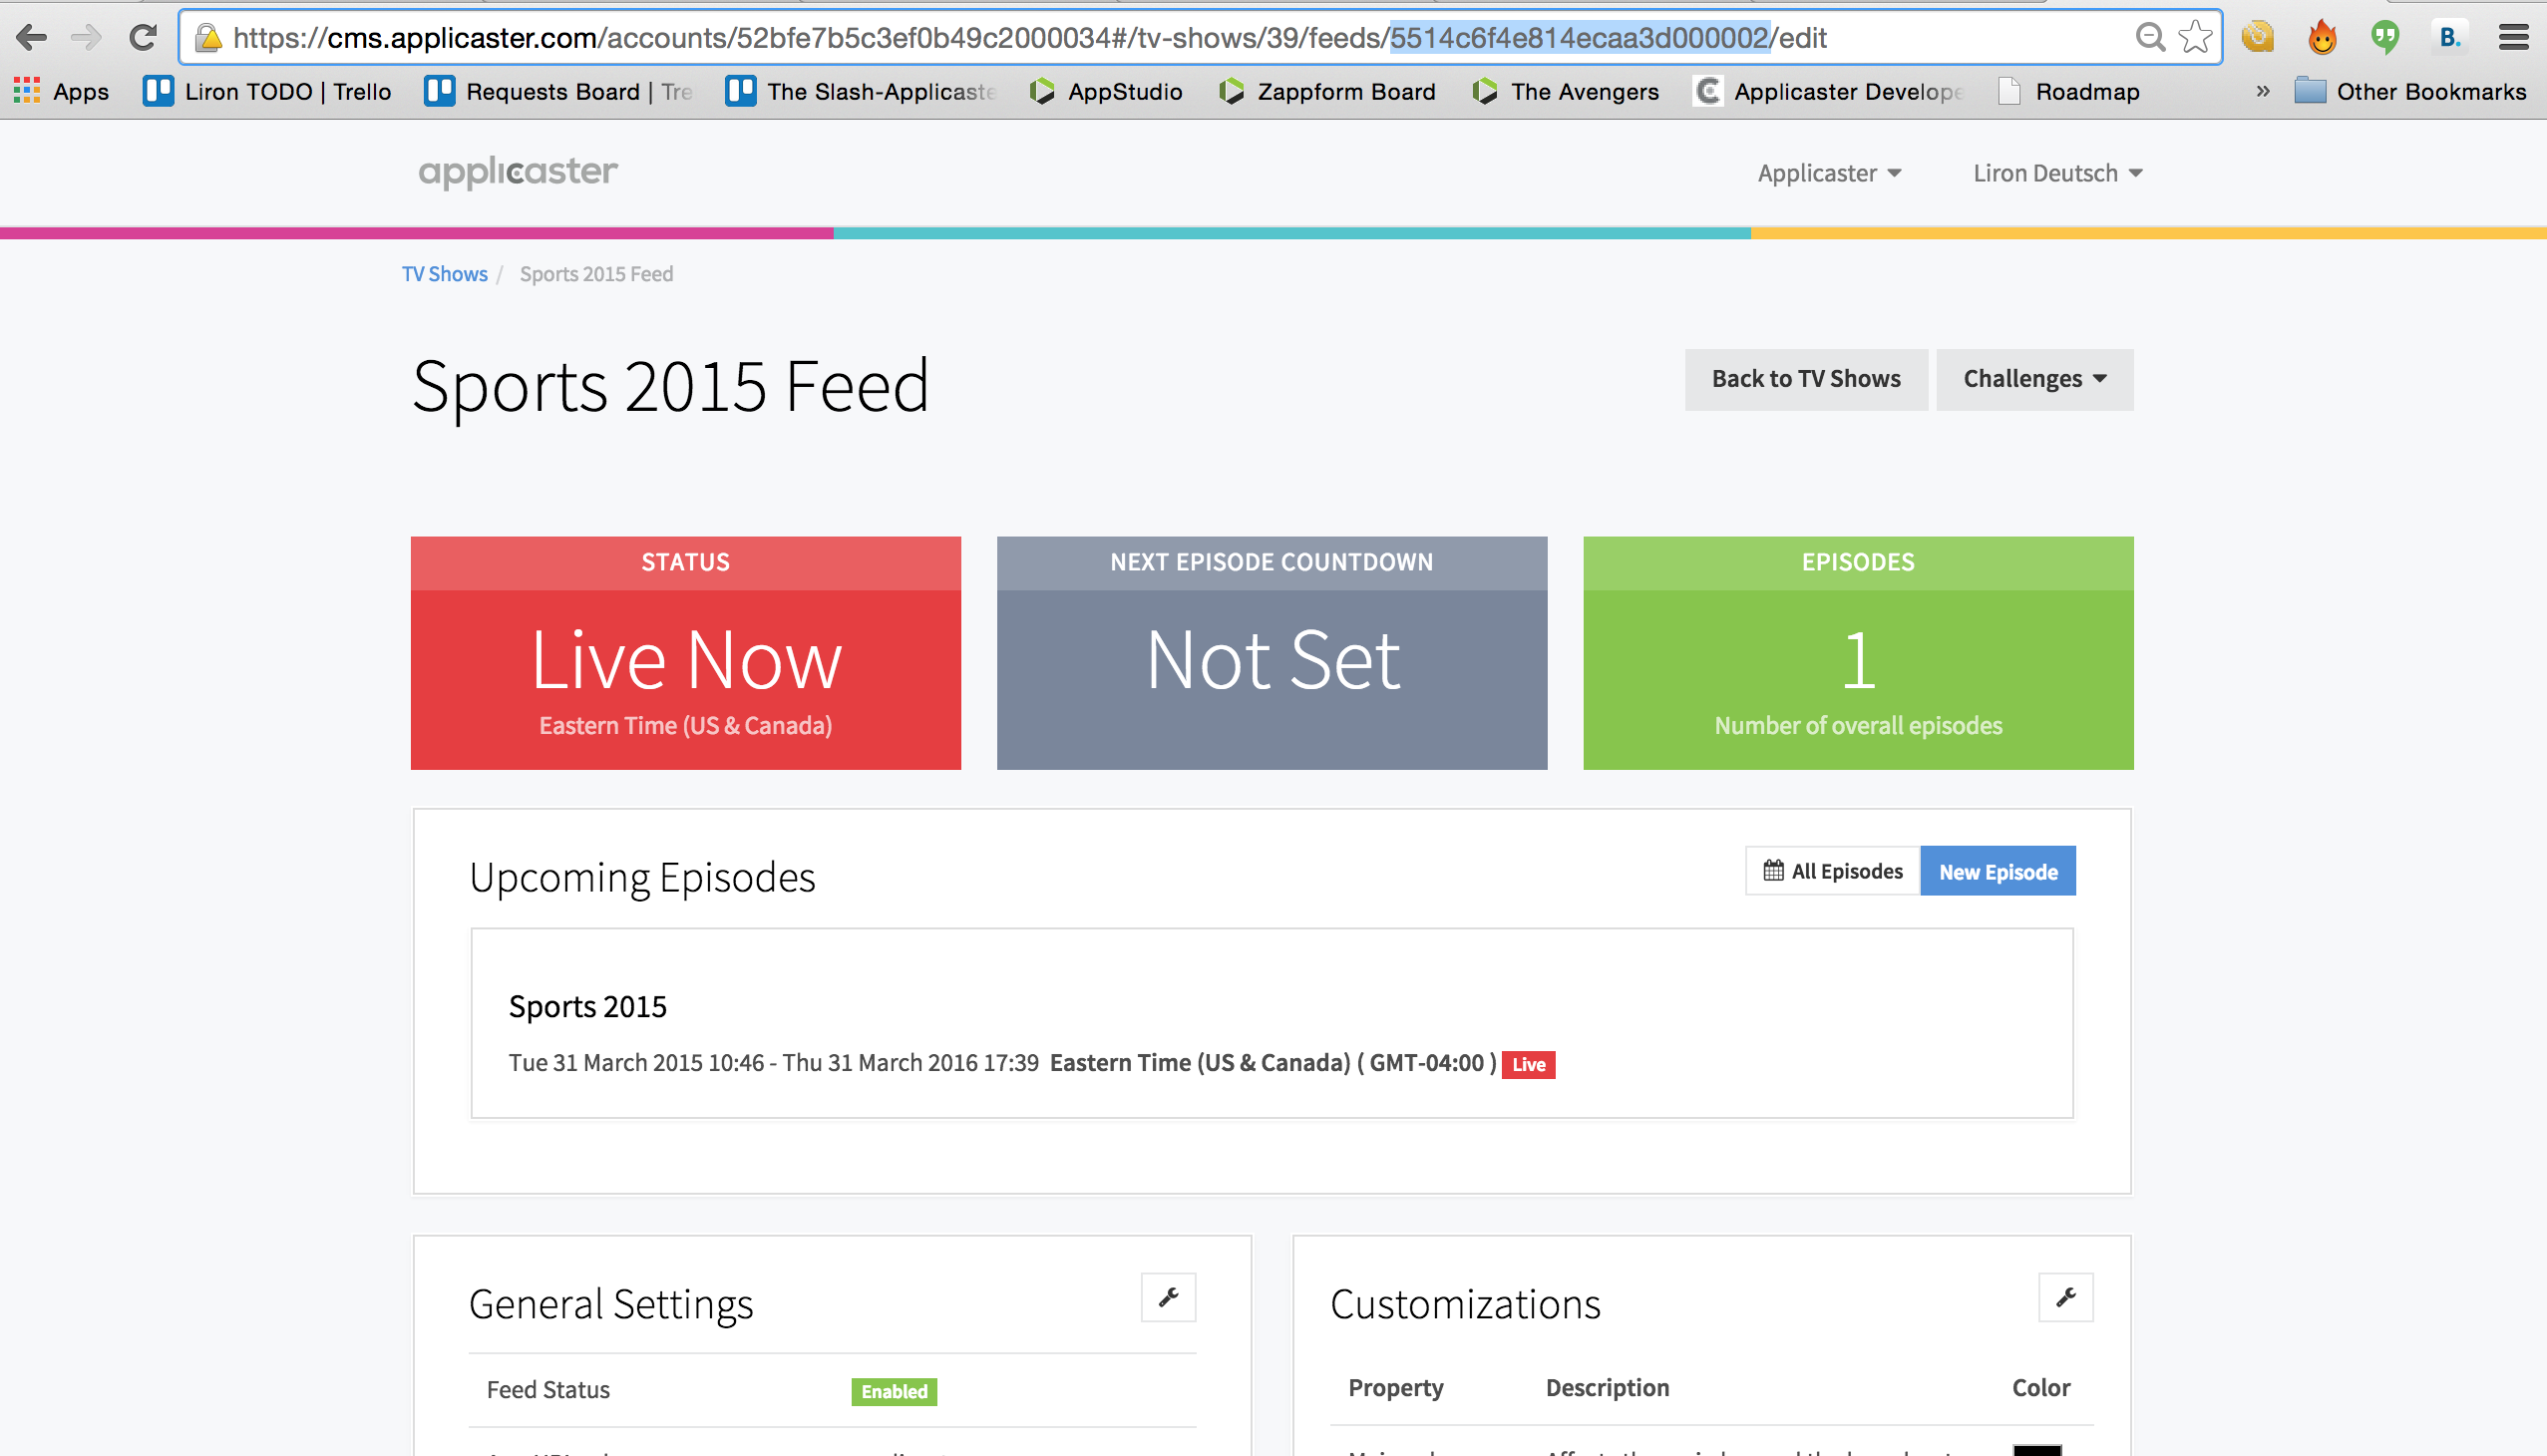 https://cms.applicaster.com/accounts/52bfe7b5c3ef0b49c2000034#/tv-shows/39/feeds/5514c6f4e814ecaa3d000002/edit
B.
Apps Liron TODO | Trello Requests Board | Tre The Slash-Applicaste AppStudio Zappform Board The Avengers Applicaster Develope Roadmap » Other Bookmarks
applicaster Applicaster Liron Deutsch
TV Shows / Sports 2015 Feed
Sports 2015 Feed Back to TV Shows Challenges
STATUS NEXT EPISODE COUNTDOWN EPISODES
Live Now Not Set 1
Eastern Time (US & Canada) Number of overall episodes
Upcoming Episodes All Episodes New Episode
Sports 2015
Tue 31 March 2015 10:46 - Thu 31 March 2016 17:39 Eastern Time (US & Canada) ( GMT-04:00 ) Live
General Settings Customizations
Feed Status Enabled Property Description Color